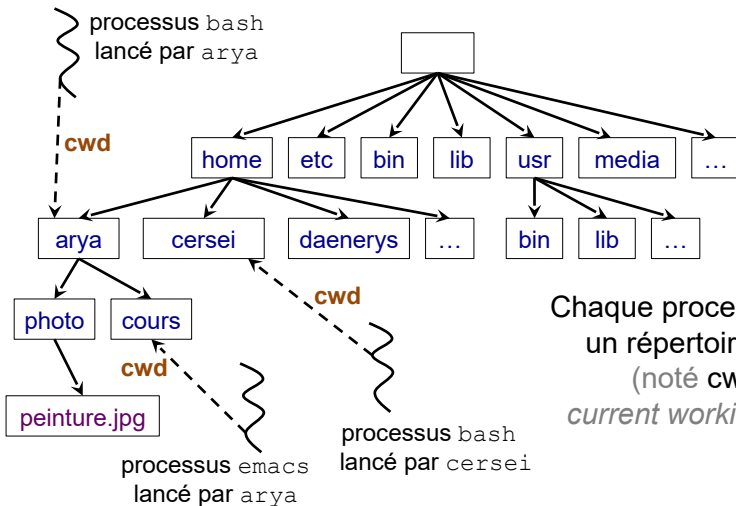 processus bash
lancé par arya
cwd
home
etc
bin
lib
usr
media
…
arya
cersei
daenerys
…
bin
lib
…
photo
cours
cwd
cwd
peinture.jpg
Chaque proce
un répertoir
(noté cw
current worki
processus bash
lancé par cersei
processus emacs
lancé par arya